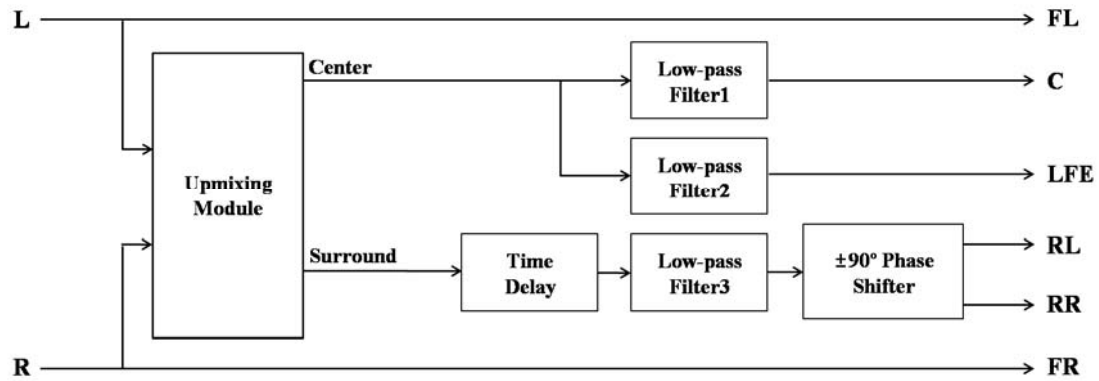 L
FL
Center
Low-pass
Filter1
C
Upmixing
Module
Low-pass
Filter2
LFE
Surround
Time
Delay
Low-pass
Filter3
±90º Phase
Shifter
RL
RR
R
FR